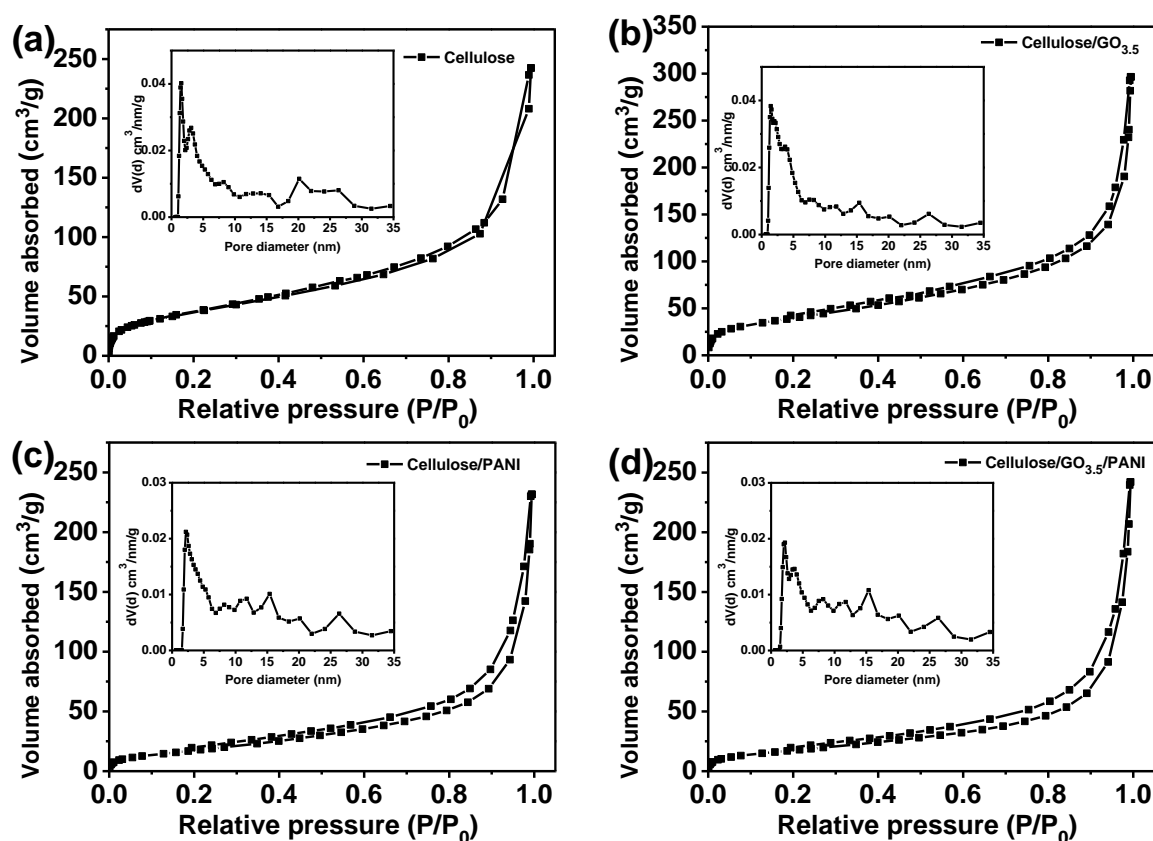 (a)
Cellulose
Volume absorbed (cm³/g)
250
200
150
100
50
0
0.0 0.2 0.4 0.6 0.8 1.0
Relative pressure (P/P₀)
dV(d) cm³/nm/g
0.04
0.02
0.00
0 5 10 15 20 25 30 35
Pore diameter (nm)
(b)
Cellulose/GO₃.₅
Volume absorbed (cm³/g)
350
300
250
200
150
100
50
0
0.0 0.2 0.4 0.6 0.8 1.0
Relative pressure (P/P₀)
dV(d) cm³/nm/g
0.04
0.02
0.00
0 5 10 15 20 25 30 35
Pore diameter (nm)
(c)
Cellulose/PANI
Volume absorbed (cm³/g)
250
200
150
100
50
0
0.0 0.2 0.4 0.6 0.8 1.0
Relative pressure (P/P₀)
dV(d) cm³/nm/g
0.03
0.02
0.01
0.00
0 5 10 15 20 25 30 35
Pore diameter (nm)
(d)
Cellulose/GO₃.₅/PANI
Volume absorbed (cm³/g)
250
200
150
100
50
0
0.0 0.2 0.4 0.6 0.8 1.0
Relative pressure (P/P₀)
dV(d) cm³/nm/g
0.03
0.02
0.01
0.00
0 5 10 15 20 25 30 35
Pore diameter (nm)